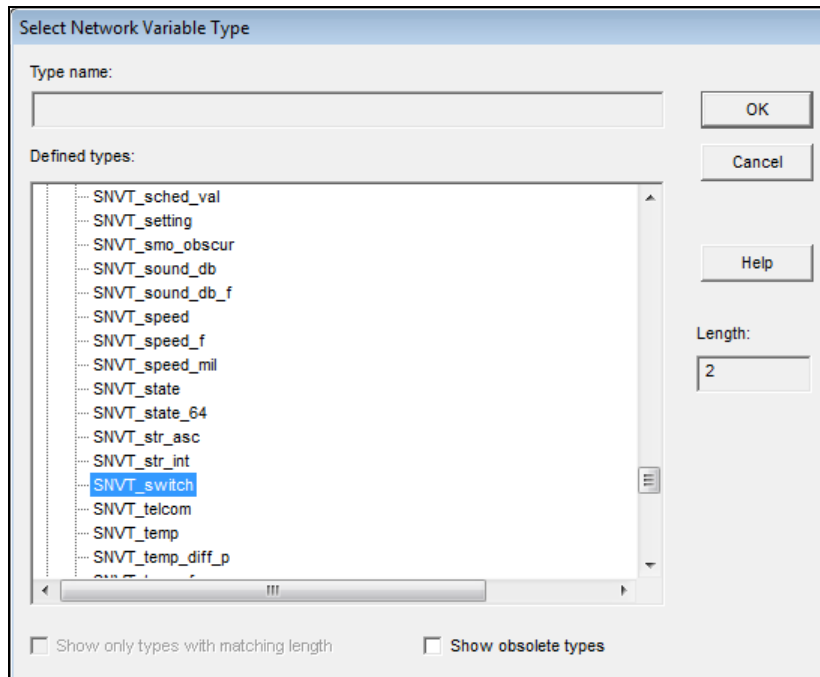 Select Network Variable Type
Type name:
OK
Defined types:
Cancel
SNVT_sched_val
SNVT_setting
SNVT_smo_obscur
SNVT_sound_db
Help
SNVT_sound_db_f
SNVT_speed
SNVT_speed_f
Length:
SNVT_speed_mil
2
SNVT_state
SNVT_state_64
SNVT_str_asc
SNVT_str_int
SNVT_switch
SNVT_telcom
SNVT_temp
SNVT_temp_diff_p
Show only types with matching length
Show obsolete types